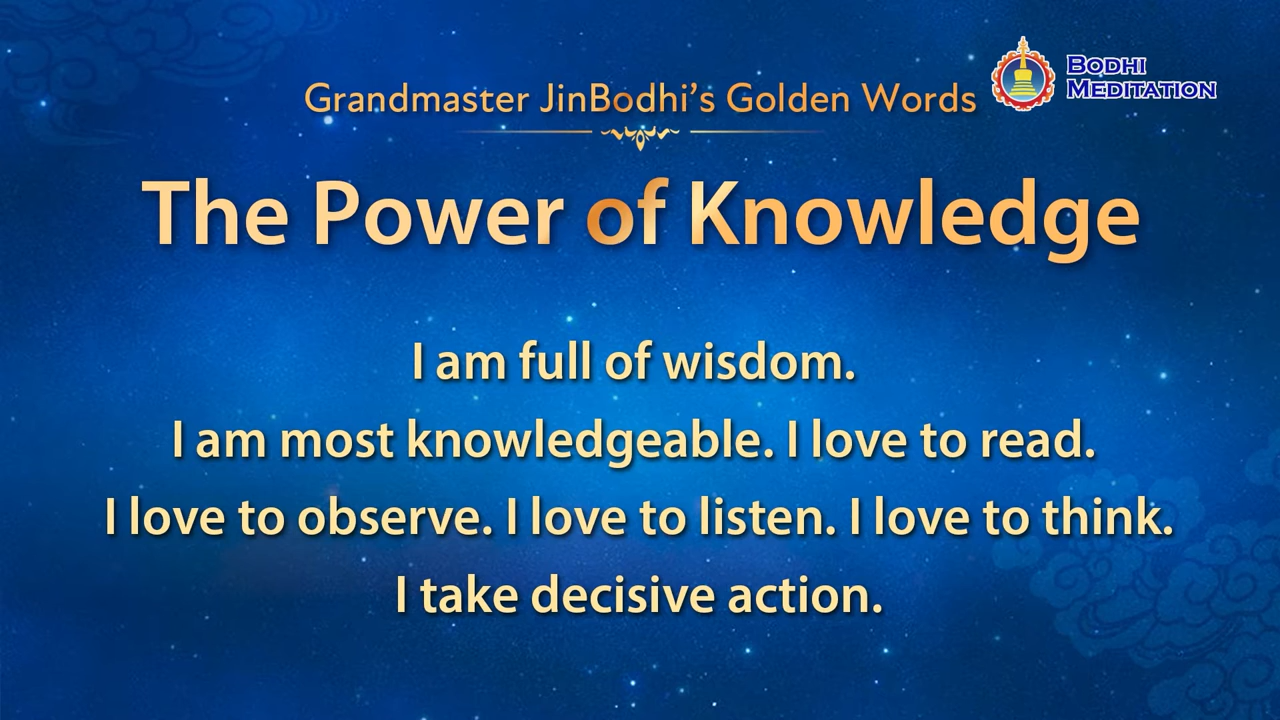 Grandmaster JinBodhi's Golden Words
BODHI
MEDITATION
The Power of Knowledge
I am full of wisdom.
I am most knowledgeable. I love to read.
I love to observe. I love to listen. I love to think.
I take decisive action.